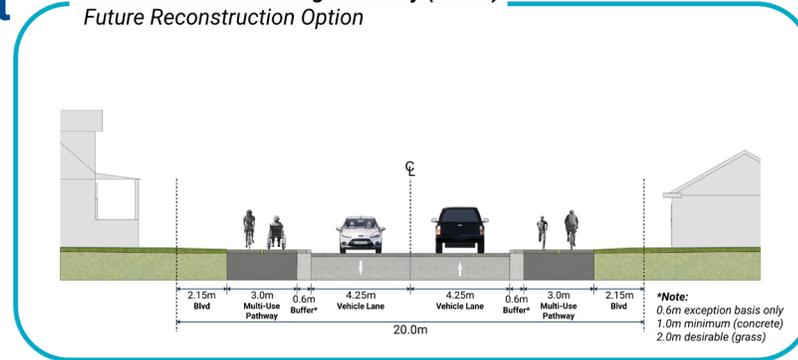 Future Reconstruction Option
℄
2.15m
Blvd
3.0m
Multi-Use
Pathway
0.6m
Buffer*
4.25m
Vehicle Lane
4.25m
Vehicle Lane
0.6m
Buffer*
3.0m
Multi-Use
Pathway
2.15m
Blvd
20.0m
*Note:
0.6m exception basis only
1.0m minimum (concrete)
2.0m desirable (grass)